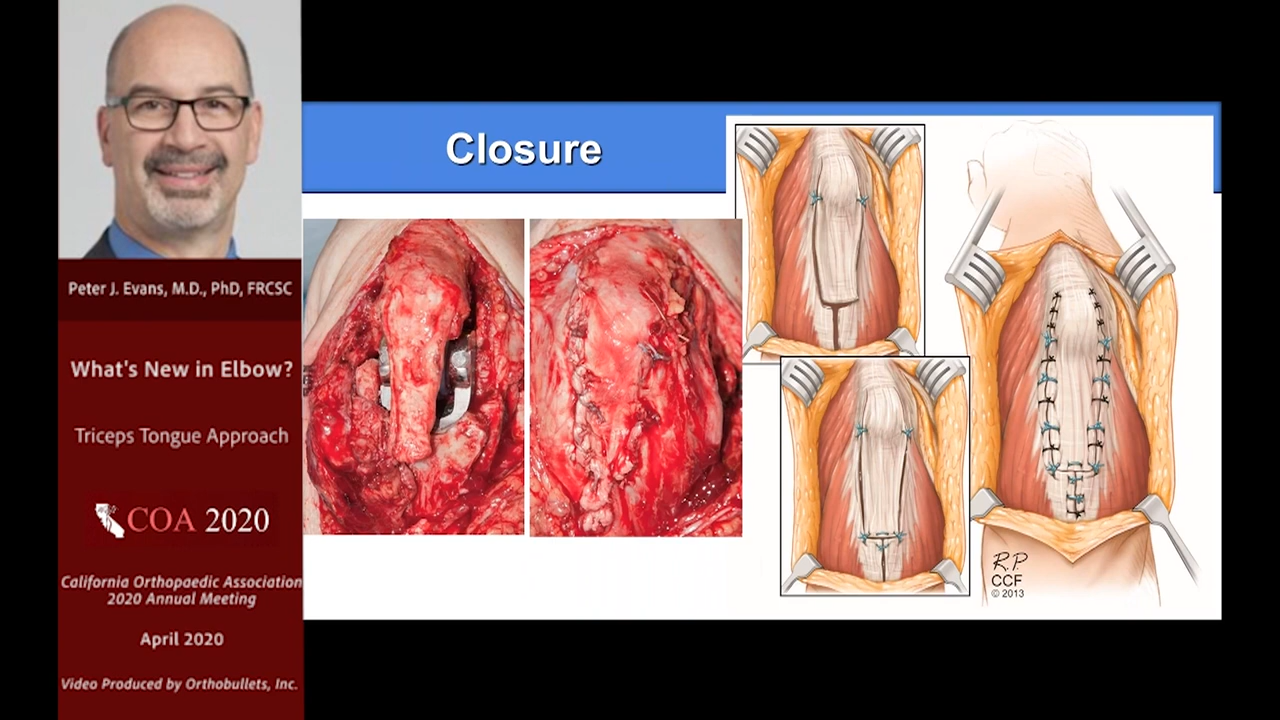 Peter J. Evans, M.D., PhD, FRCSC
What's New in Elbow?
Triceps Tongue Approach
COA 2020
California Orthopaedic Association
2020 Annual Meeting
April 2020
Video Produced by Orthobullets, Inc.
Closure
R.P
CCF
© 2013